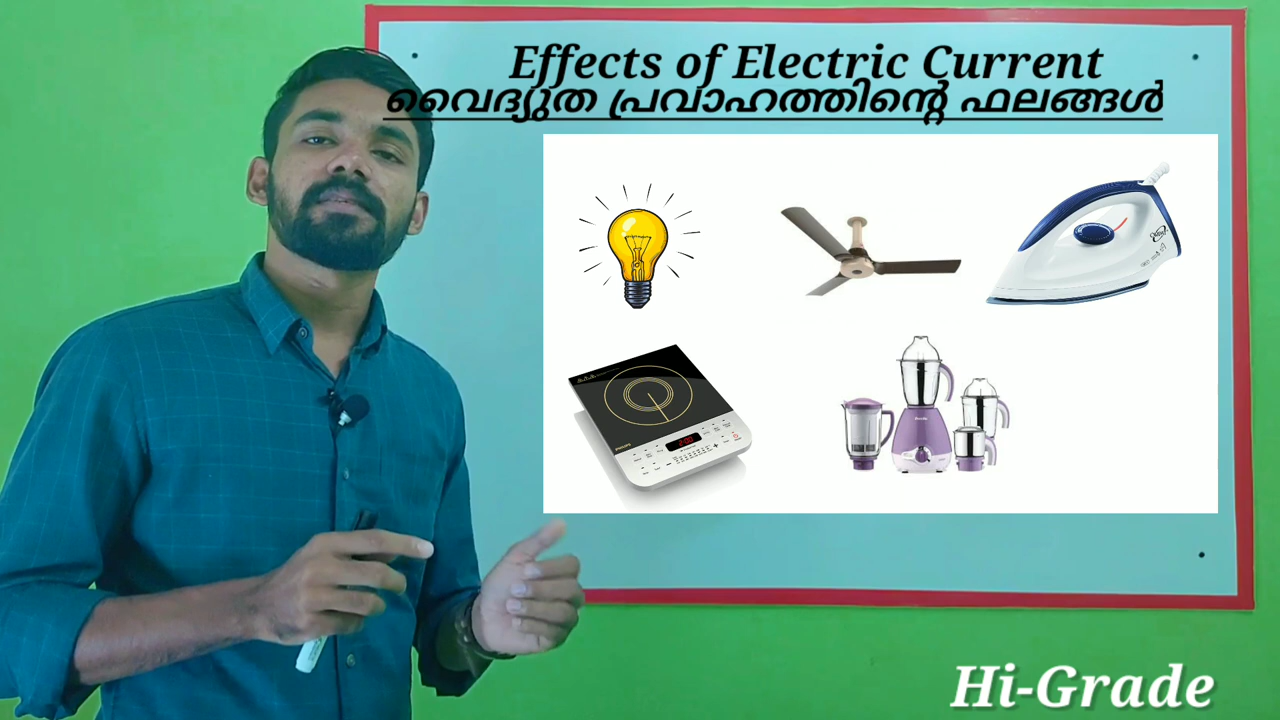 Effects of Electric Current
വൈദ്യുത പ്രവാഹത്തിന്റെ ഫലങ്ങൾ
Hi-Grade